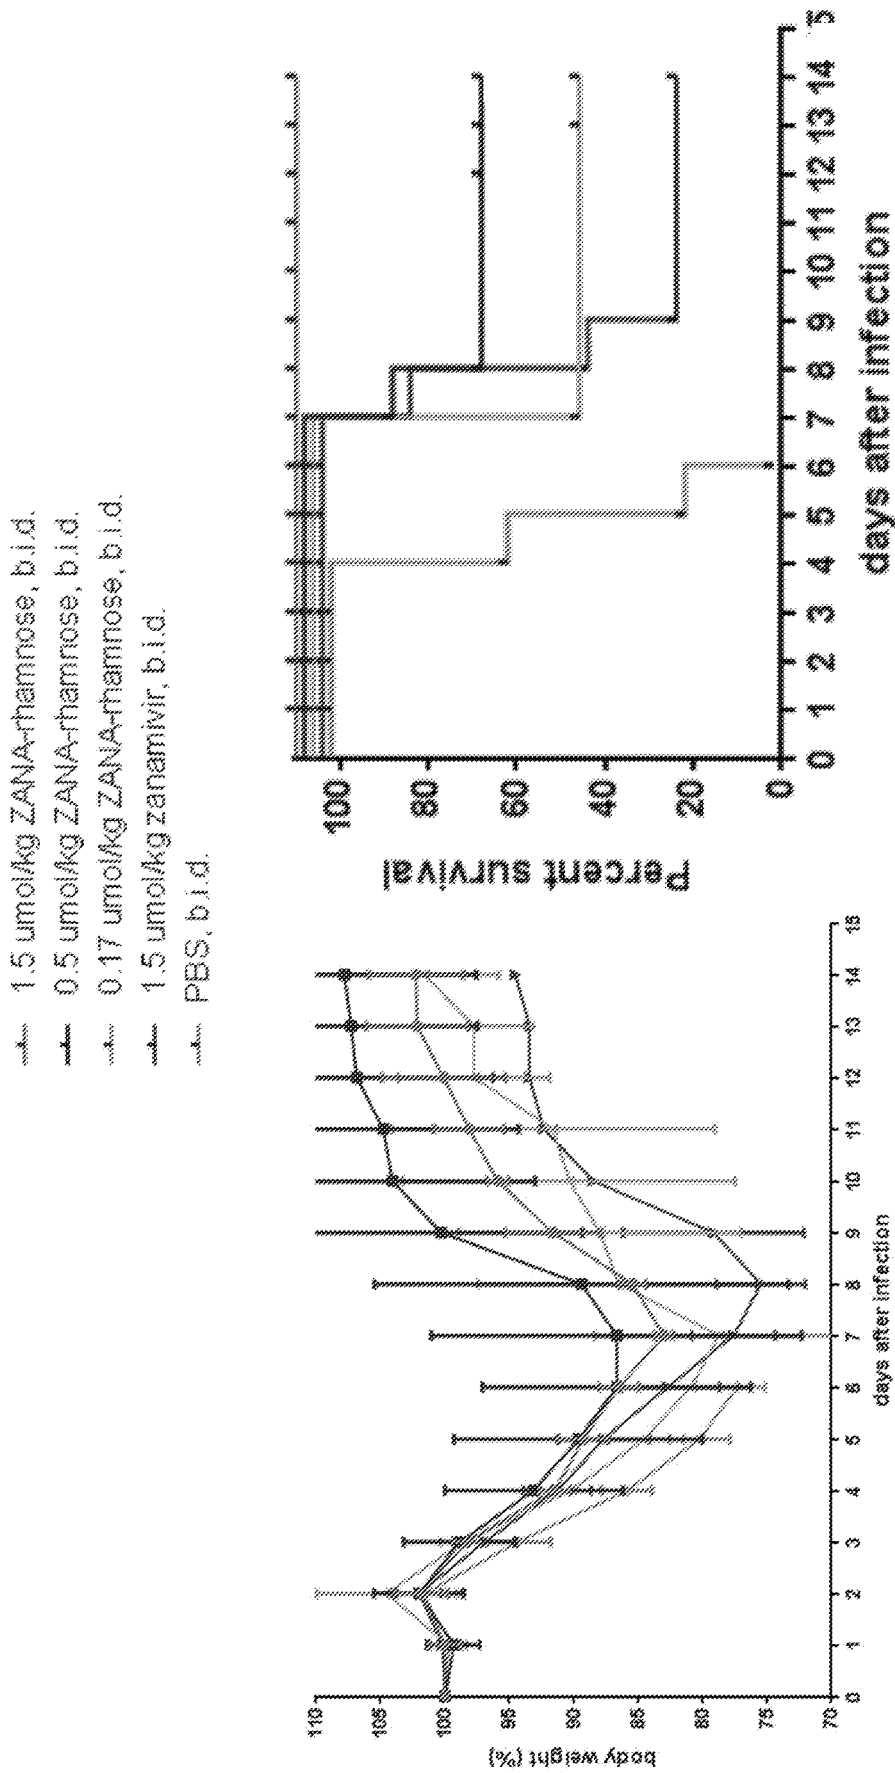 1.5 umol/kg ZANA-rhamnose, b.i.d.
0.5 umol/kg ZANA-rhamnose, b.i.d.
0.17 umol/kg ZANA-rhamnose, b.i.d.
1.5 umol/kg zanamivir, b.i.d.
PBS, b.i.d.
110
105
100
95
90
85
80
75
70
body weight (%)
0 1 2 3 4 5 6 7 8 9 10 11 12 13 14 15
days after infection
100
80
60
40
20
0
Percent survival
0 1 2 3 4 5 6 7 8 9 10 11 12 13 14 15
days after infection